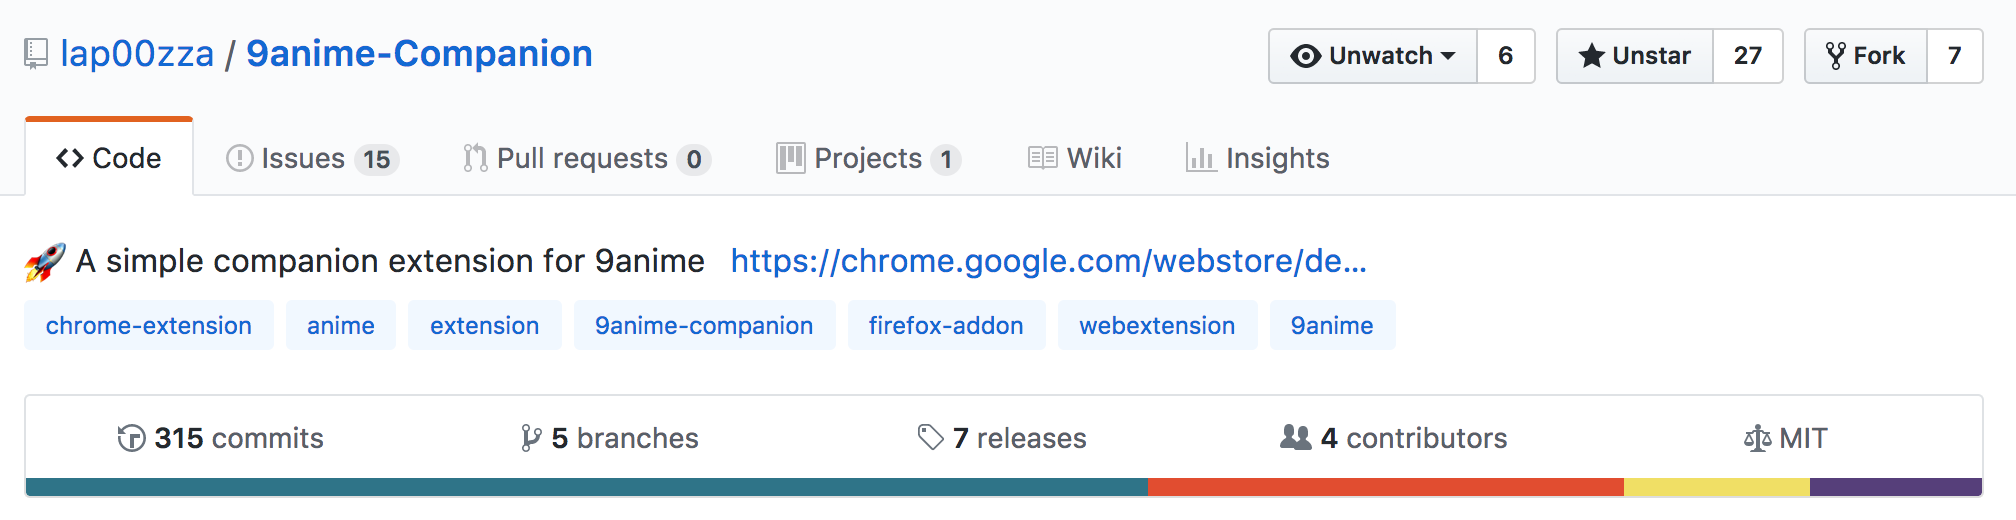 lap00zza / 9anime-Companion
Unwatch 6 Unstar 27 Fork 7
Code Issues 15 Pull requests 0 Projects 1 Wiki Insights
🚀 A simple companion extension for 9anime https://chrome.google.com/webstore/de...
chrome-extension anime extension 9anime-companion firefox-addon webextension 9anime
315 commits 5 branches 7 releases 4 contributors MIT